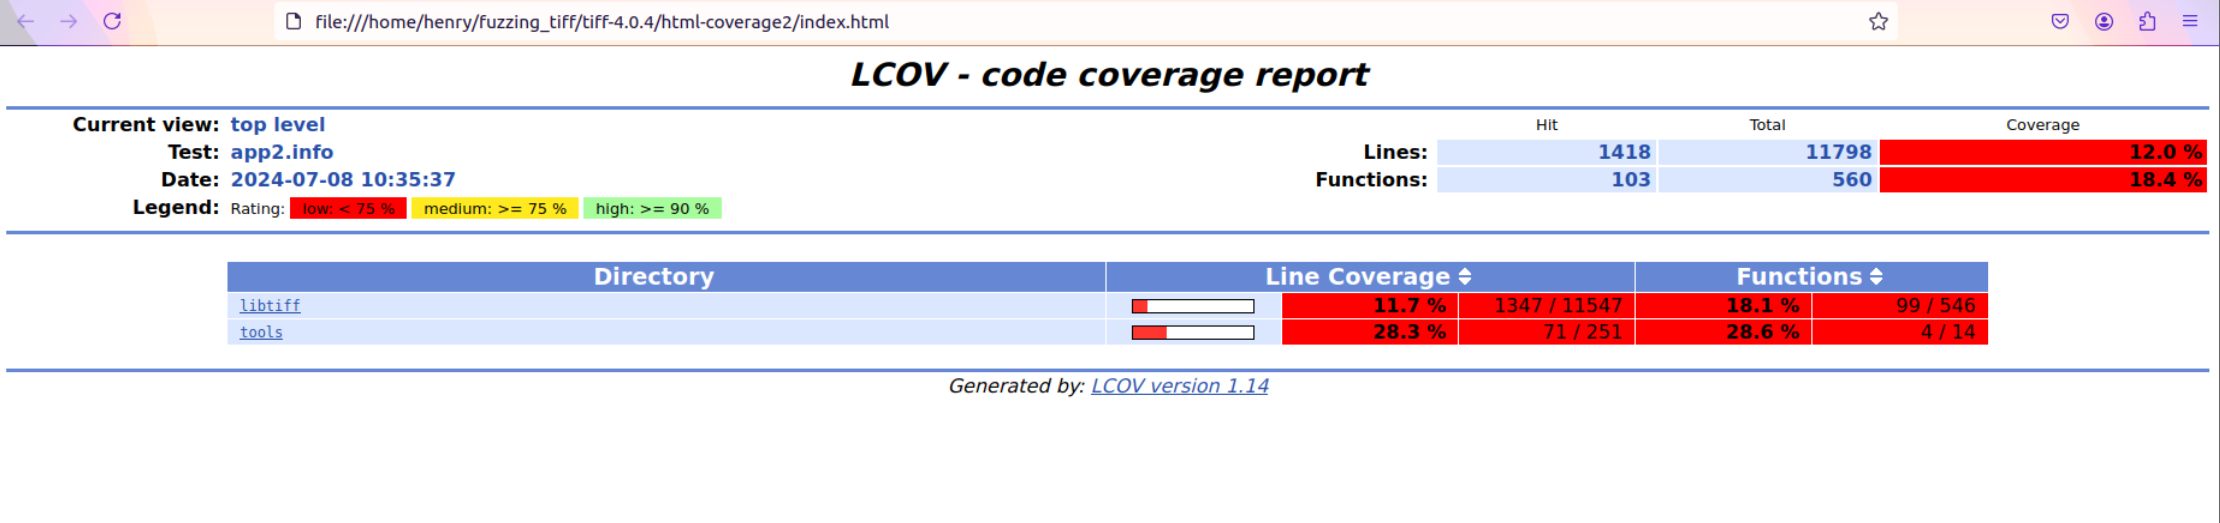 file:///home/henry/fuzzing_tiff/tiff-4.0.4/html-coverage2/index.html
LCOV - code coverage report
Current view: top level Hit Total Coverage
Test: app2.info Lines: 1418 11798 12.0 %
Date: 2024-07-08 10:35:37 Functions: 103 560 18.4 %
Legend: Rating: low: < 75 % medium: >= 75 % high: >= 90 %
Directory Line Coverage Functions
libtiff 11.7 % 1347 / 11547 18.1 % 99 / 546
tools 28.3 % 71 / 251 28.6 % 4 / 14
Generated by: LCOV version 1.14